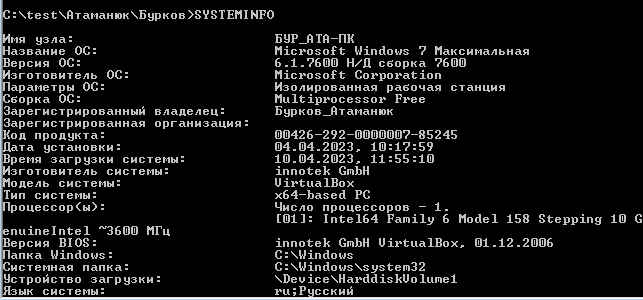 C:\test\Атаманюк\Бурков>SYSTEMINFO
Имя узла: БУР_АТА-ПК
Название ОС: Microsoft Windows 7 Максимальная
Версия ОС: 6.1.7600 Н/Д сборка 7600
Изготовитель ОС: Microsoft Corporation
Параметры ОС: Изолированная рабочая станция
Сборка ОС: Multiprocessor Free
Зарегистрированный владелец: Бурков_Атаманюк
Зарегистрированная организация:
Код продукта: 00426-292-0000007-85245
Дата установки: 04.04.2023, 10:17:59
Время загрузки системы: 10.04.2023, 11:55:10
Изготовитель системы: innotek GmbH
Модель системы: VirtualBox
Тип системы: x64-based PC
Процессор(ы): Число процессоров - 1.
[01]: Intel64 Family 6 Model 158 Stepping 10 G
enuineIntel ~3600 МГц
Версия BIOS: innotek GmbH VirtualBox, 01.12.2006
Папка Windows: C:\Windows
Системная папка: C:\Windows\system32
Устройство загрузки: \Device\HarddiskVolume1
Язык системы: ru;Русский